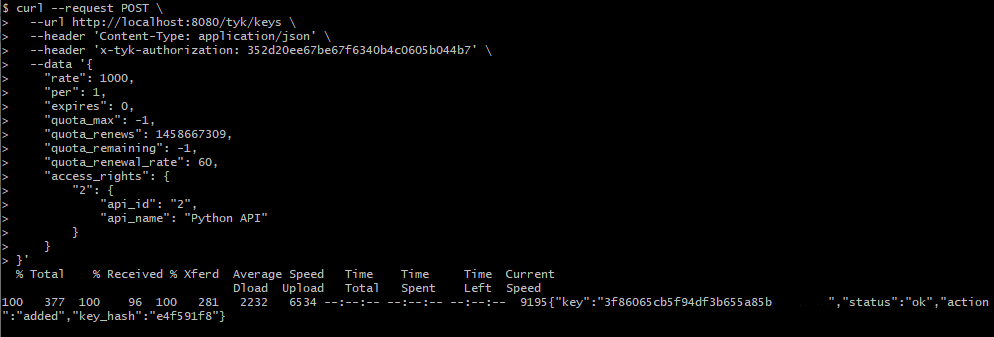 $ curl --request POST \
>   --url http://localhost:8080/tyk/keys \
>   --header 'Content-Type: application/json' \
>   --header 'x-tyk-authorization: 352d20ee67be67f6340b4c0605b044b7' \
>   --data '{
>     "rate": 1000,
>     "per": 1,
>     "expires": 0,
>     "quota_max": -1,
>     "quota_renews": 1458667309,
>     "quota_remaining": -1,
>     "quota_renewal_rate": 60,
>     "access_rights": {
>         "2": {
>             "api_id": "2",
>             "api_name": "Python API"
>         }
>     }
> }'
  % Total    % Received % Xferd  Average Speed   Time    Time     Time  Current
                                 Dload  Upload   Total   Spent    Left  Speed
100   377  100    96  100   281   2232   6534 --:--:-- --:--:-- --:--:--  9195{"key":"3f86065cb5f94df3b655a85b        ","status":"ok","action
":"added","key_hash":"e4f591f8"}